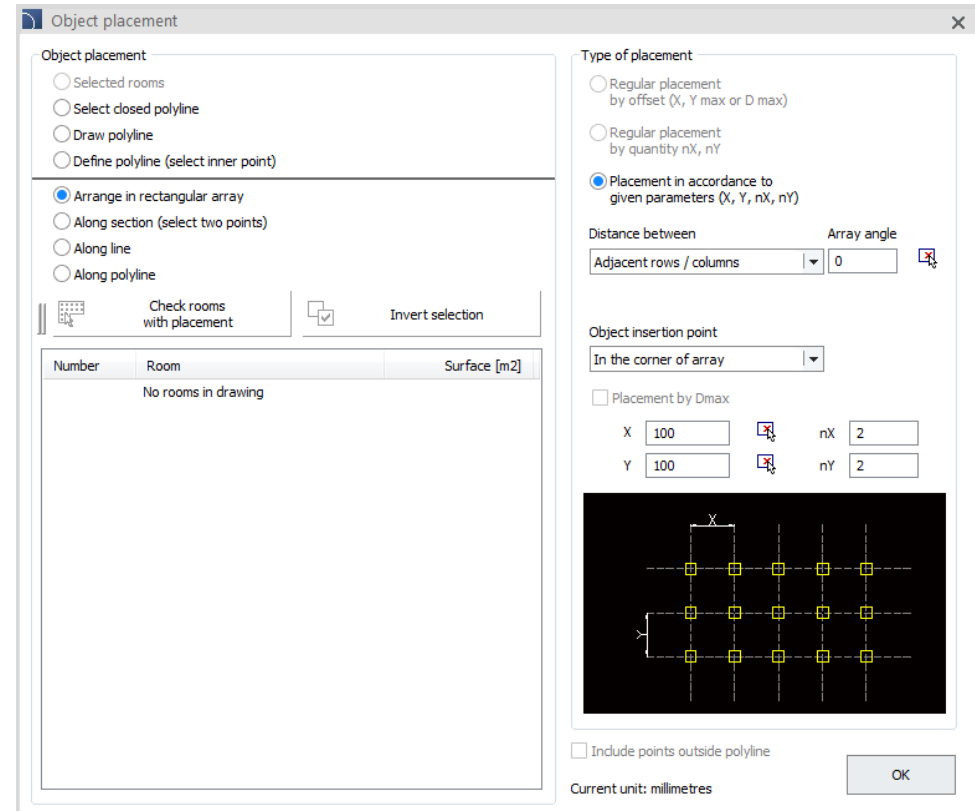 Object placement
Object placement
Selected rooms
Select closed polyline
Draw polyline
Define polyline (select inner point)
Arrange in rectangular array
Along section (select two points)
Along line
Along polyline
Check rooms
with placement
Invert selection
Number Room Surface [m2]
No rooms in drawing
Type of placement
Regular placement
by offset (X, Y max or D max)
Regular placement
by quantity nX, nY
Placement in accordance to
given parameters (X, Y, nX, nY)
Distance between Array angle
Adjacent rows / columns 0
Object insertion point
In the corner of array
Placement by Dmax
X 100 nX 2
Y 100 nY 2
X
Y
Include points outside polyline
Current unit: millimetres
OK